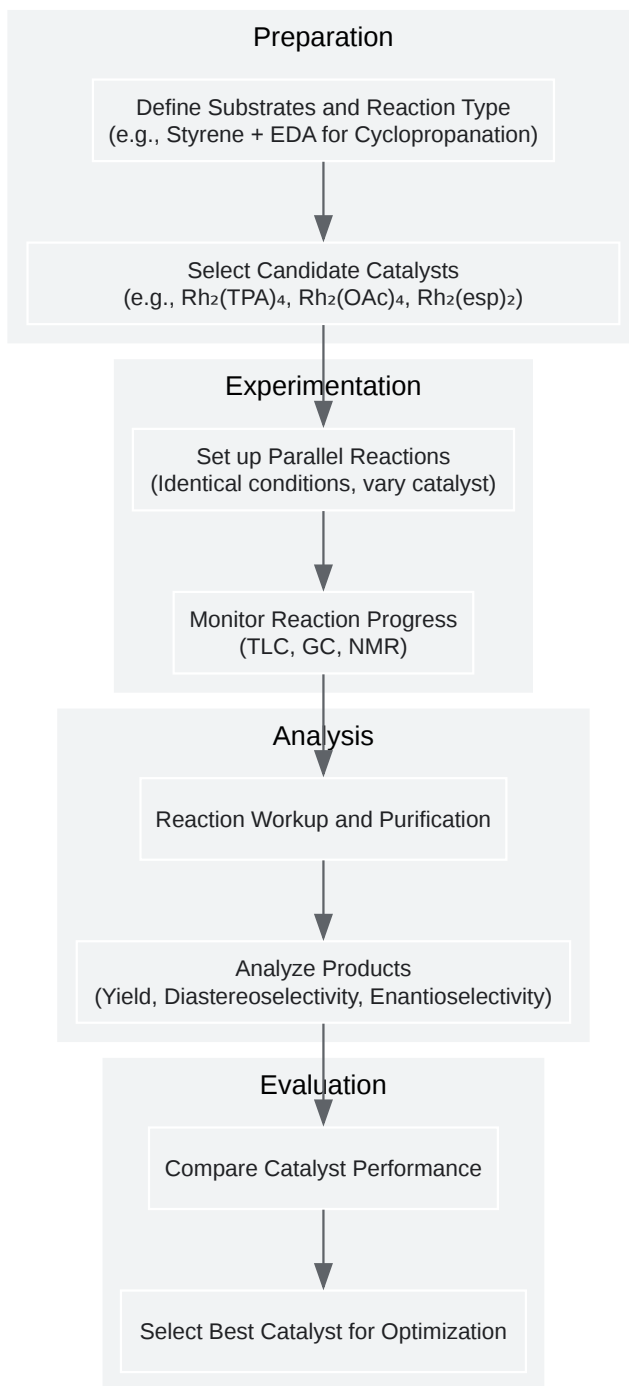 Preparation
Define Substrates and Reaction Type
(e.g., Styrene + EDA for Cyclopropanation)
Select Candidate Catalysts
(e.g., Rh₂(TPA)₄, Rh₂(OAc)₄, Rh₂(esp)₂)
Experimentation
Set up Parallel Reactions
(Identical conditions, vary catalyst)
Monitor Reaction Progress
(TLC, GC, NMR)
Analysis
Reaction Workup and Purification
Analyze Products
(Yield, Diastereoselectivity, Enantioselectivity)
Evaluation
Compare Catalyst Performance
Select Best Catalyst for Optimization